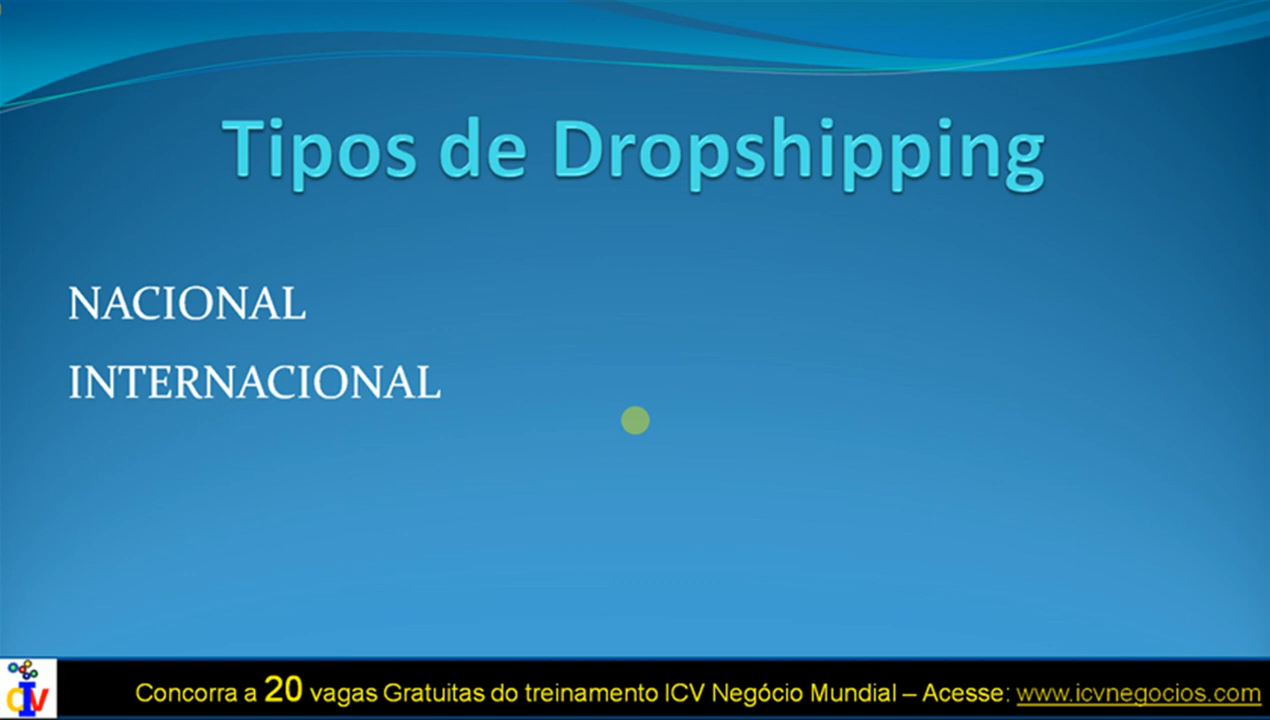 Tipos de Dropshipping
NACIONAL
INTERNACIONAL
Concorra a 20 vagas Gratuitas do treinamento ICV Negócio Mundial – Acesse: www.icvnegocios.com